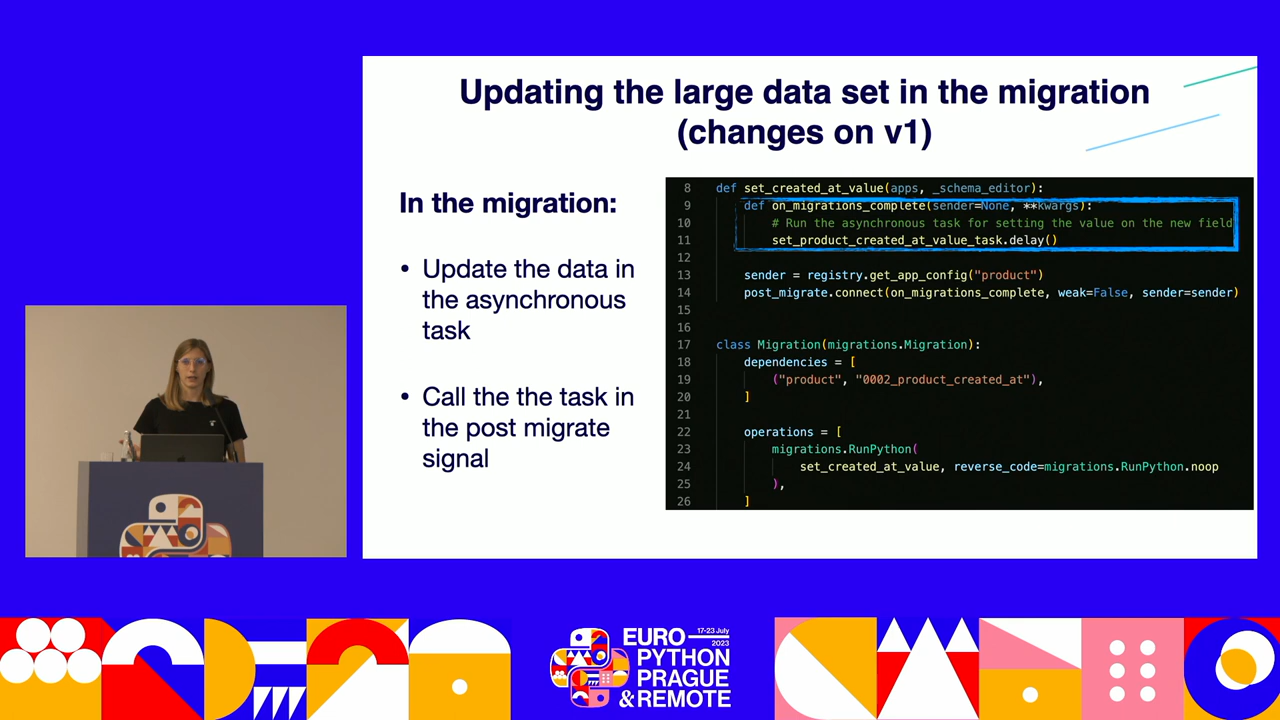 Updating the large data set in the migration
(changes on v1)
In the migration:
• Update the data in
the asynchronous
task
• Call the the task in
the post migrate
signal
8 def set_created_at_value(apps, _schema_editor):
9 def on_migrations_complete(sender=None, **kwargs):
10 # Run the asynchronous task for setting the value on the new field
11 set_product_created_at_value_task.delay()
12
13 sender = registry.get_app_config("product")
14 post_migrate.connect(on_migrations_complete, weak=False, sender=sender)
15
16
17 class Migration(migrations.Migration):
18 dependencies = [
19 ("product", "0002_product_created_at"),
20 ]
21
22 operations = [
23 migrations.RunPython(
24 set_created_at_value, reverse_code=migrations.RunPython.noop
25 ),
26 ]
17-23 July
2023
EURO
PYTHON
PRAGUE
& REMOTE